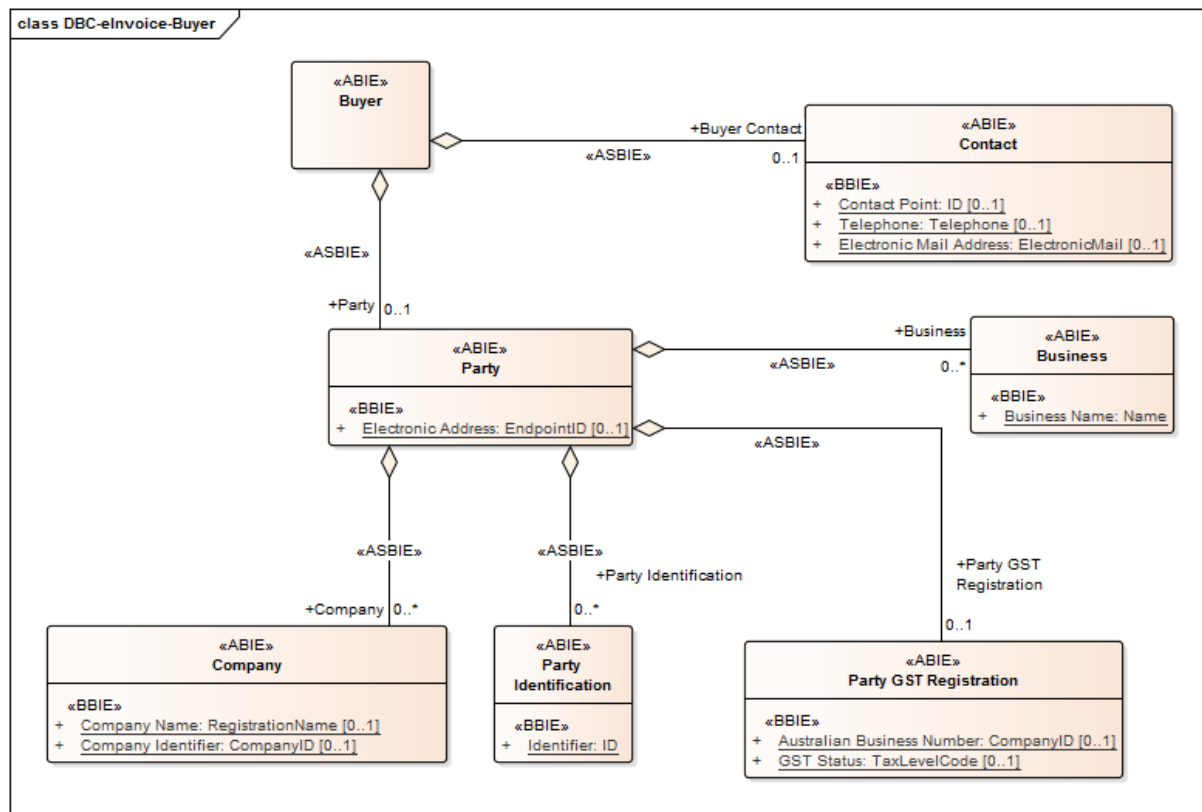 class DBC-eInvoice-Buyer
«ABIE»
Buyer
+Buyer Contact
«ASBIE»
0..1
«ABIE»
Contact
«BBIE»
+ Contact Point: ID [0..1]
+ Telephone: Telephone [0..1]
+ Electronic Mail Address: ElectronicMail [0..1]
«ASBIE»
+Party
0..1
«ABIE»
Party
«BBIE»
+ Electronic Address: EndpointID [0..1]
+Business
«ASBIE»
0..*
«ABIE»
Business
«BBIE»
+ Business Name: Name
«ASBIE»
+Party GST
Registration
0..1
«ASBIE»
+Company
0..*
«ASBIE»
+Party Identification
0..*
«ABIE»
Company
«BBIE»
+ Company Name: RegistrationName [0..1]
+ Company Identifier: CompanyID [0..1]
«ABIE»
Party
Identification
«BBIE»
+ Identifier: ID
«ABIE»
Party GST Registration
«BBIE»
+ Australian Business Number: CompanyID [0..1]
+ GST Status: TaxLevelCode [0..1]